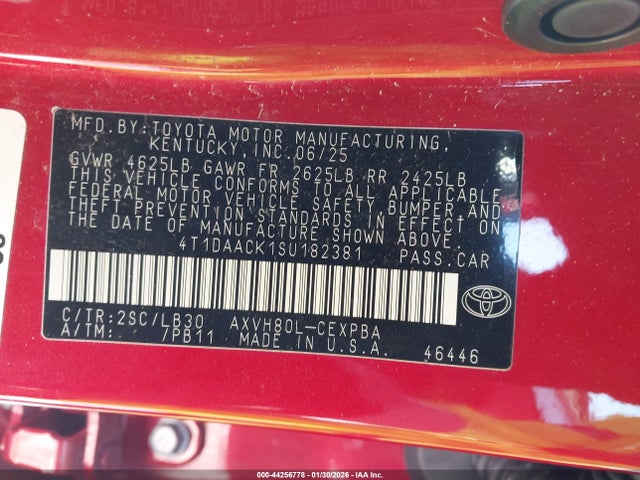 MFD. BY: TOYOTA MOTOR MANUFACTURING,
KENTUCKY, INC. 06/25
GVWR 4625LB GAWR FR 2625LB RR 2425LB
THIS VEHICLE CONFORMS TO ALL APPLICABLE
FEDERAL MOTOR VEHICLE SAFETY, BUMPER, AND
THEFT PREVENTION STANDARDS IN EFFECT ON
THE DATE OF MANUFACTURE SHOWN ABOVE.
4T1DAACK1SU182381 PASS.CAR
C/TR:2SC/LB30 AXVH80L-CEXPBA
A/TM: /PB11 MADE IN U.S.A.
46446
000-44256778 - 01/30/2026 - IAA Inc.